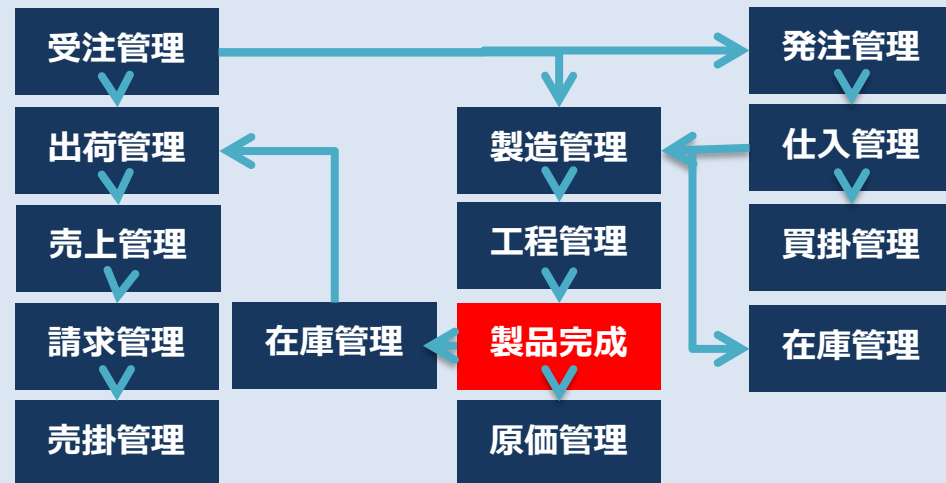 受注管理
出荷管理
売上管理
請求管理
売掛管理
在庫管理
製造管理
工程管理
製品完成
原価管理
発注管理
仕入管理
買掛管理
在庫管理